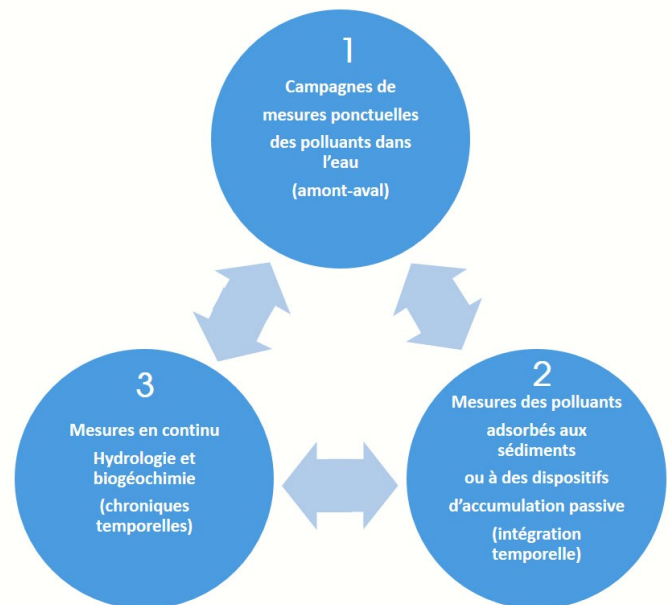 1
Campagnes de
mesures ponctuelles
des polluants dans
l'eau
(amont-aval)
2
Mesures des polluants
adsorbés aux
sédiments
ou à des dispositifs
d'accumulation passive
(intégration
temporelle)
3
Mesures en continu
Hydrologie et
biogéochimie
(chroniques
temporelles)